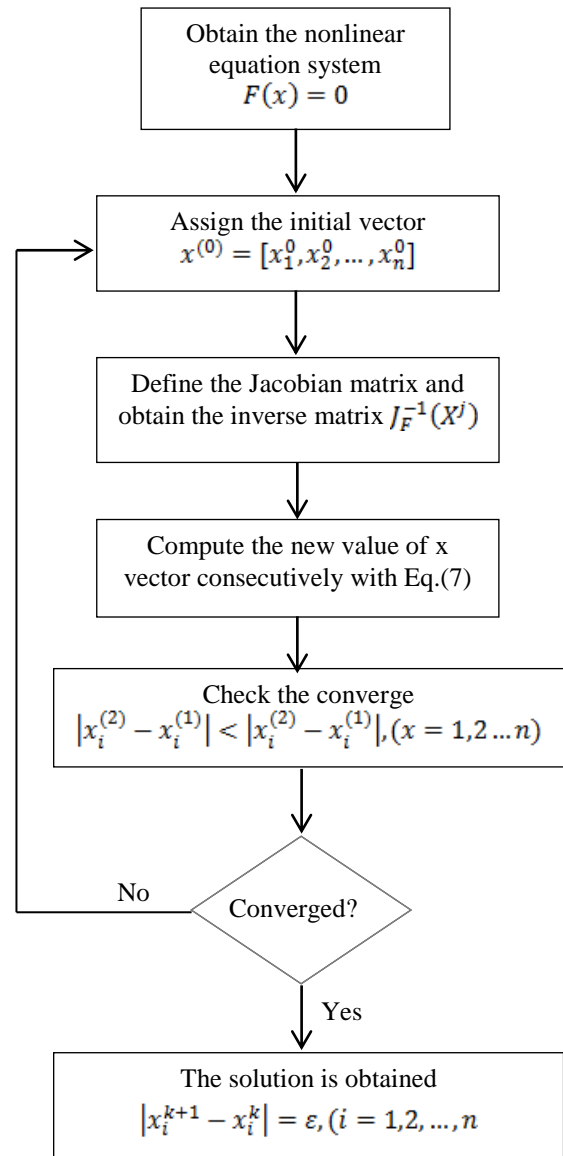 Obtain the nonlinear
equation system
F(x) = 0
Assign the initial vector
x^{(0)} = [x_1^0, x_2^0, ..., x_n^0]
Define the Jacobian matrix and
obtain the inverse matrix J_F^{-1}(X^j)
Compute the new value of x
vector consecutively with Eq.(7)
Check the converge
|x_i^{(2)} − x_i^{(1)}| < |x_i^{(2)} − x_i^{(1)}|, (x = 1,2 … n)
No
Converged?
Yes
The solution is obtained
|x_i^{k+1} − x_i^k| = ε, (i = 1,2, …, n